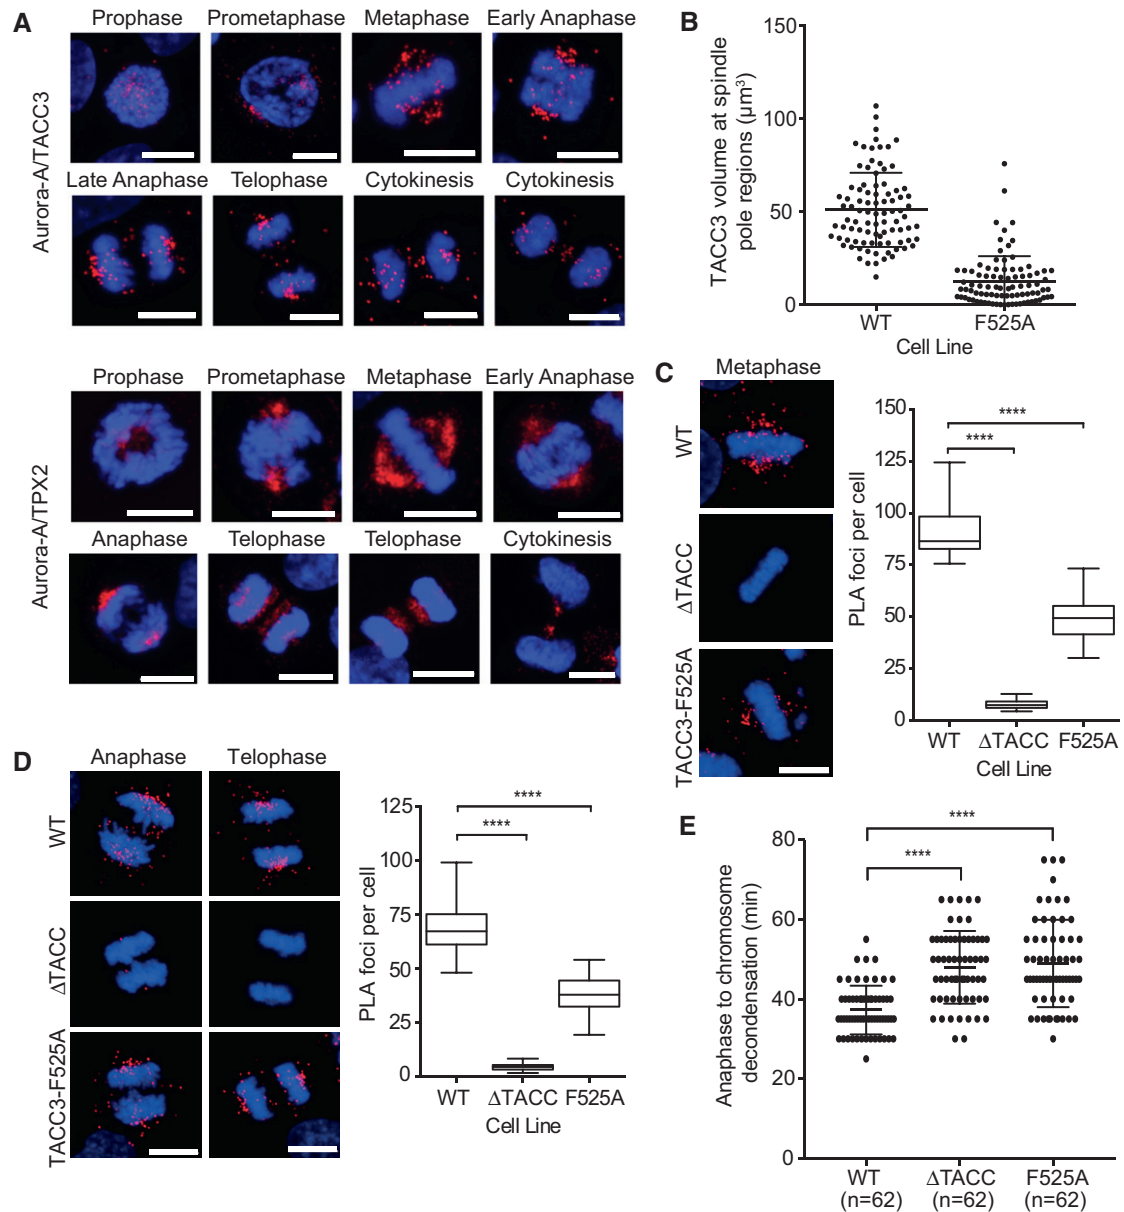 A
Prophase Prometaphase Metaphase Early Anaphase
Aurora-A/TACC3
Late Anaphase Telophase Cytokinesis Cytokinesis
Prophase Prometaphase Metaphase Early Anaphase
Aurora-A/TPX2
Anaphase Telophase Telophase Cytokinesis
B
TACC3 volume at spindle
pole regions (µm³)
150
100
50
0
WT F525A
Cell Line
C
Metaphase
WT
ΔTACC
TACC3-F525A
PLA foci per cell
150
125
100
75
50
25
0
****
****
WT ΔTACC F525A
Cell Line
D
Anaphase Telophase
WT
ΔTACC
TACC3-F525A
PLA foci per cell
125
100
75
50
25
0
****
****
WT ΔTACC F525A
Cell Line
E
Anaphase to chromosome
decondensation (min)
80
60
40
20
0
****
****
WT ΔTACC F525A
(n=62) (n=62) (n=62)